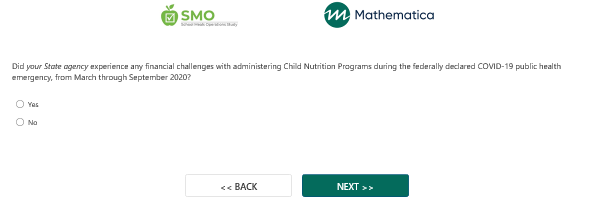 SMO
School Meals Operations Study
Mathematica
Did your State agency experience any financial challenges with administering Child Nutrition Programs during the federally declared COVID-19 public health
emergency, from March through September 2020?
Yes
No
<< BACK
NEXT >>